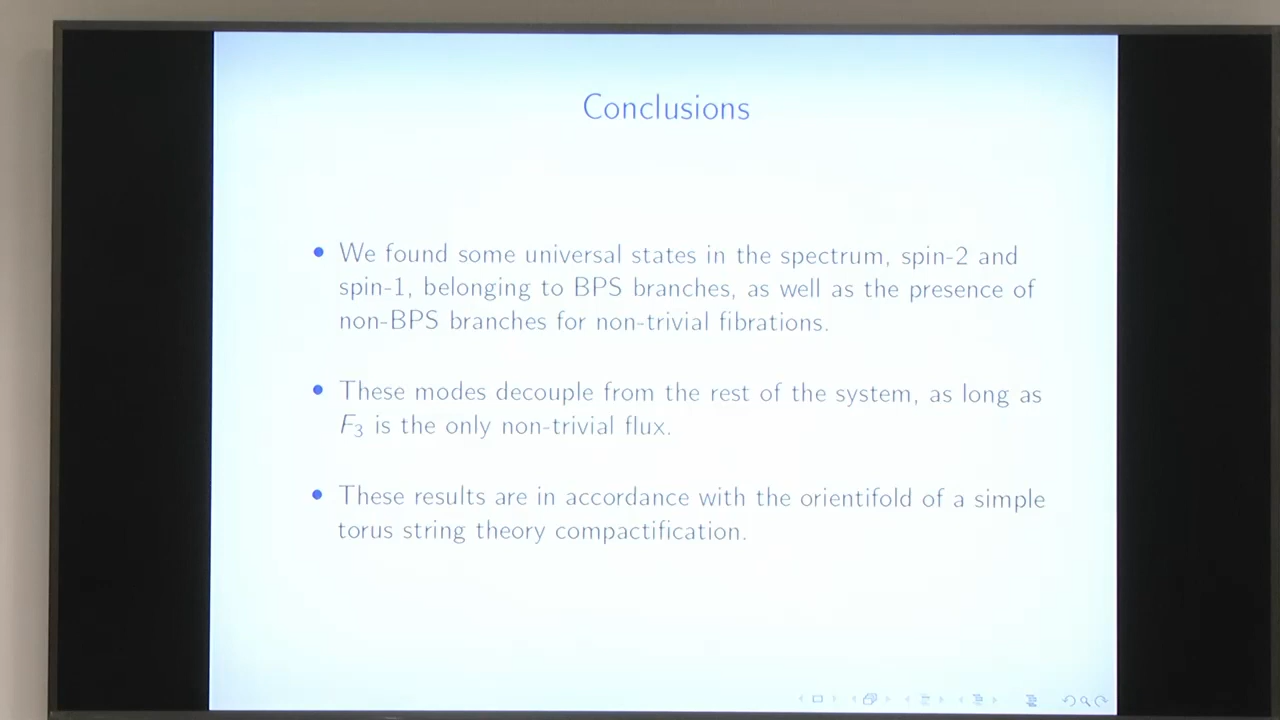 Conclusions
• We found some universal states in the spectrum, spin-2 and
spin-1, belonging to BPS branches, as well as the presence of
non-BPS branches for non-trivial fibrations.
• These modes decouple from the rest of the system, as long as
F₃ is the only non-trivial flux.
• These results are in accordance with the orientifold of a simple
torus string theory compactification.